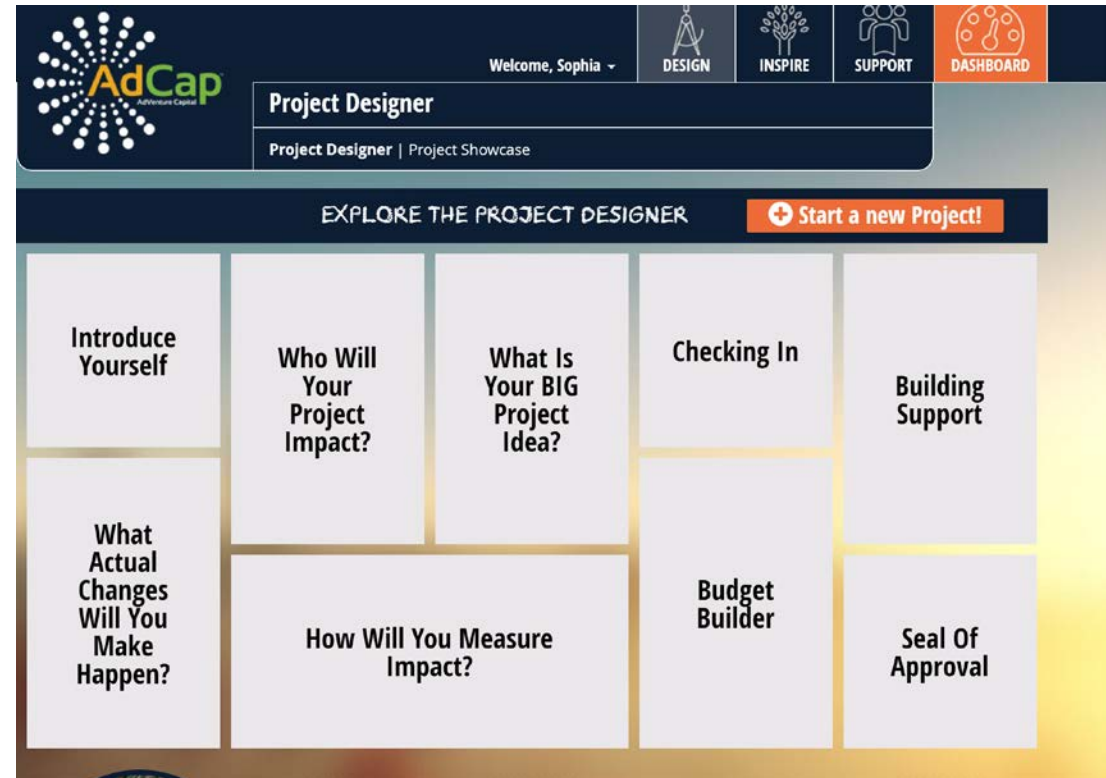 AdCap
AdVenture Capital
Welcome, Sophia
DESIGN
INSPIRE
SUPPORT
DASHBOARD
Project Designer
Project Designer | Project Showcase
EXPLORE THE PROJECT DESIGNER
Start a new Project!
Introduce
Yourself
Who Will
Your
Project
Impact?
What Is
Your BIG
Project
Idea?
Checking In
Building
Support
What
Actual
Changes
Will You
Make
Happen?
How Will You Measure
Impact?
Budget
Builder
Seal Of
Approval